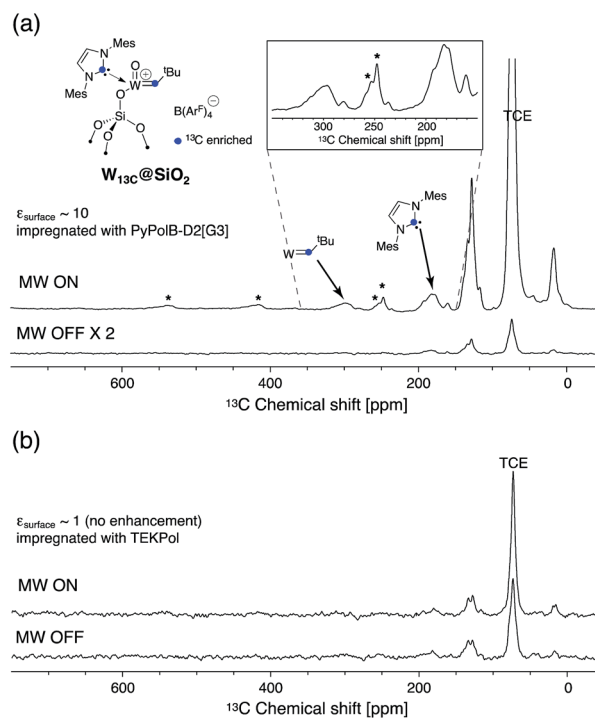 (a)
Mes
N
N
Mes
O
W
⊕
tBu
O
Si
O
O
O
B(ArF)4⊖
13C enriched
W13C@SiO2
*
*
300
250
200
13C Chemical shift [ppm]
TCE
εsurface ~ 10
impregnated with PyPolB-D2[G3]
MW ON
*
*
W
tBu
*
*
Mes
N
N
Mes
MW OFF X 2
600
400
200
0
13C Chemical shift [ppm]
(b)
TCE
εsurface ~ 1 (no enhancement)
impregnated with TEKPol
MW ON
MW OFF
600
400
200
0
13C Chemical shift [ppm]